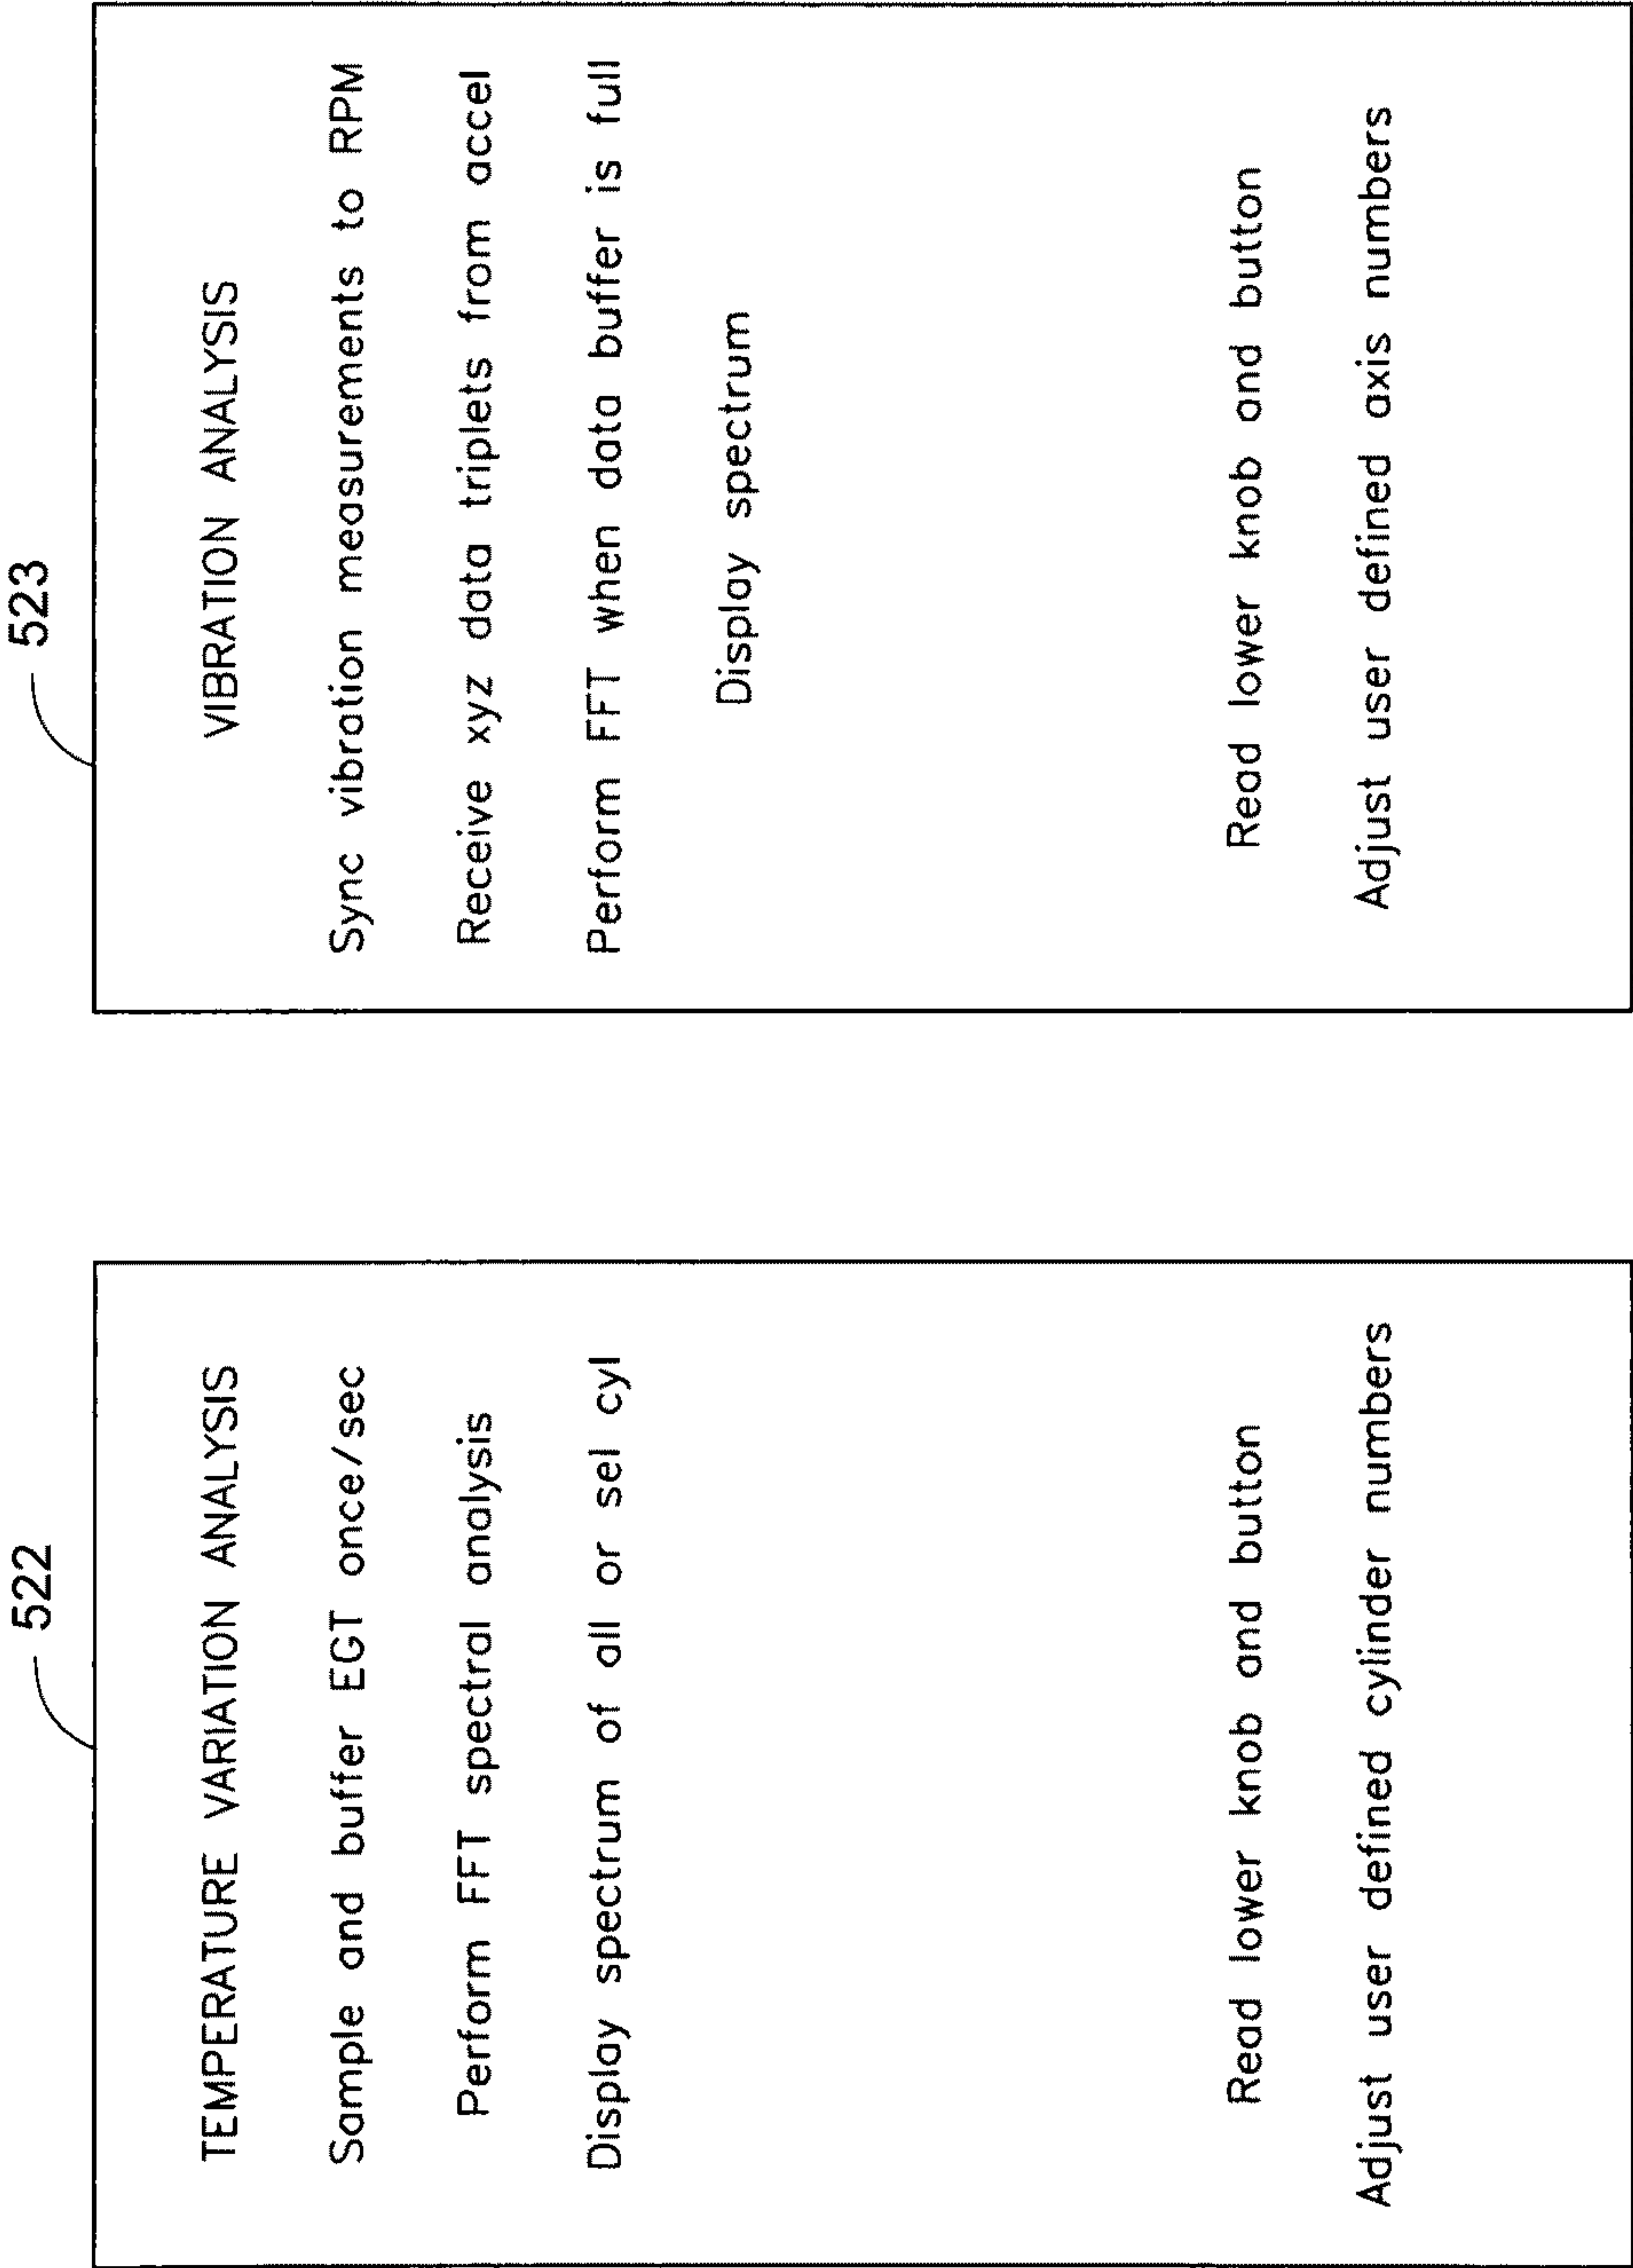 522
TEMPERATURE VARIATION ANALYSIS
Sample and buffer EGT once/sec
Perform FFT spectral analysis
Display spectrum of all or sel cyl
Read lower knob and button
Adjust user defined cylinder numbers
523
VIBRATION ANALYSIS
Sync vibration measurements to RPM
Receive xyz data triplets from accel
Perform FFT when data buffer is full
Display spectrum
Read lower knob and button
Adjust user defined axis numbers